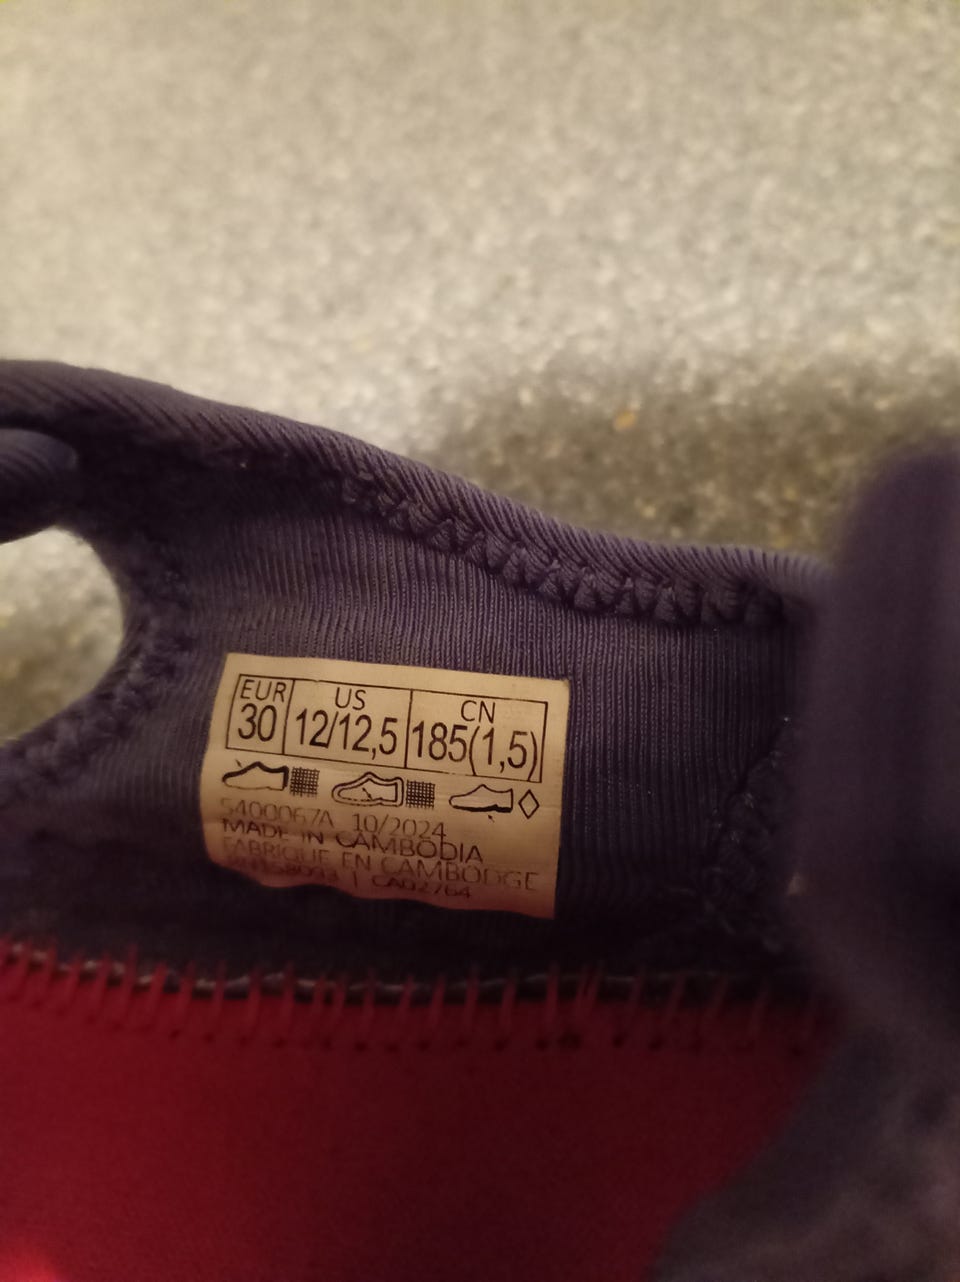 EUR US CN
30 12/12,5 185(1,5)
5400067A 10/2024
MADE IN CAMBODIA
FABRIQUE EN CAMBODGE
| CAD2764